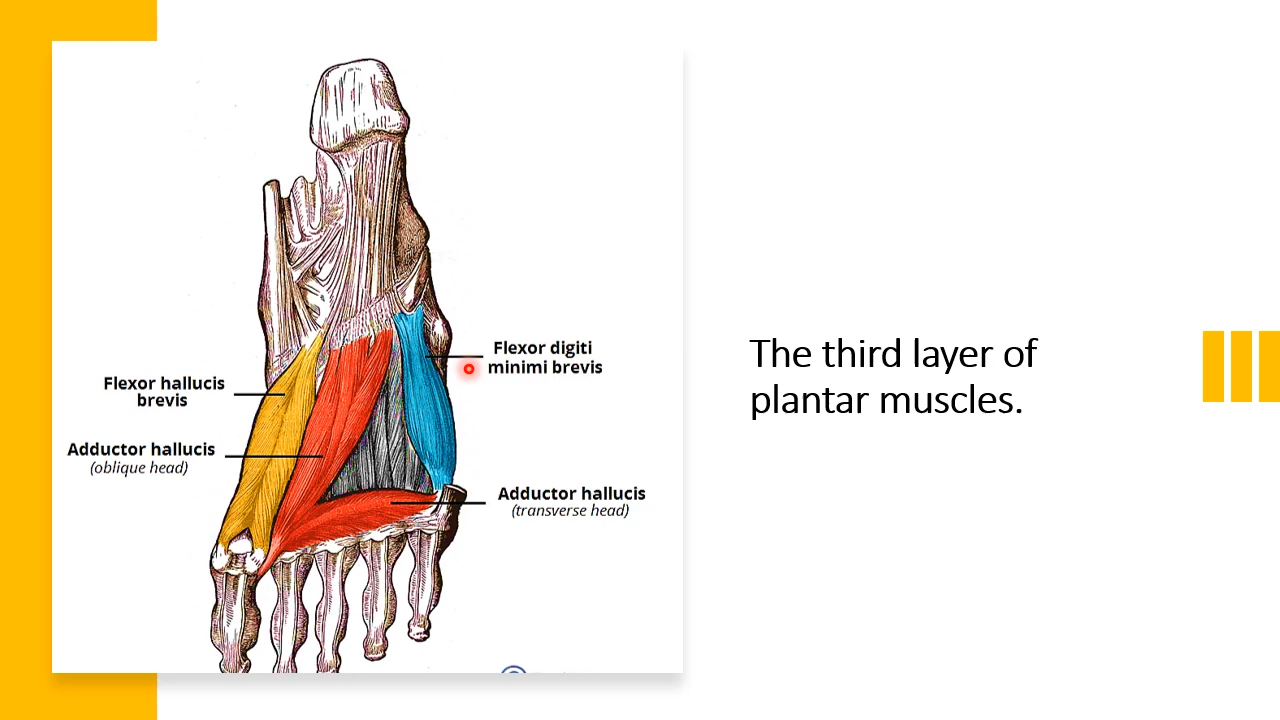 Flexor digiti
minimi brevis
Flexor hallucis
brevis
Adductor hallucis
(oblique head)
Adductor hallucis
(transverse head)
The third layer of
plantar muscles.